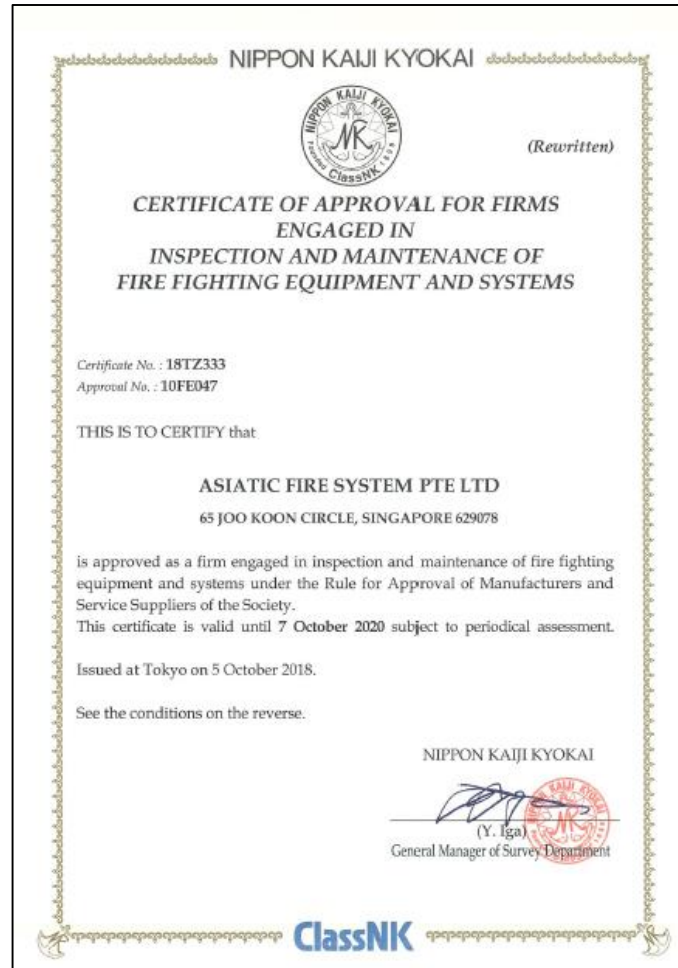 NIPPON KAIJI KYOKAI
NIPPON KAIJI KYOKAI
NK
Founded 1899
ClassNK
(Rewritten)
CERTIFICATE OF APPROVAL FOR FIRMS
ENGAGED IN
INSPECTION AND MAINTENANCE OF
FIRE FIGHTING EQUIPMENT AND SYSTEMS
Certificate No. : 18TZ333
Approval No. : 10FE047
THIS IS TO CERTIFY that
ASIATIC FIRE SYSTEM PTE LTD
65 JOO KOON CIRCLE, SINGAPORE 629078
is approved as a firm engaged in inspection and maintenance of fire fighting
equipment and systems under the Rule for Approval of Manufacturers and
Service Suppliers of the Society.
This certificate is valid until 7 October 2020 subject to periodical assessment.
Issued at Tokyo on 5 October 2018.
See the conditions on the reverse.
NIPPON KAIJI KYOKAI
(Y. Iga)
General Manager of Survey Department
ClassNK